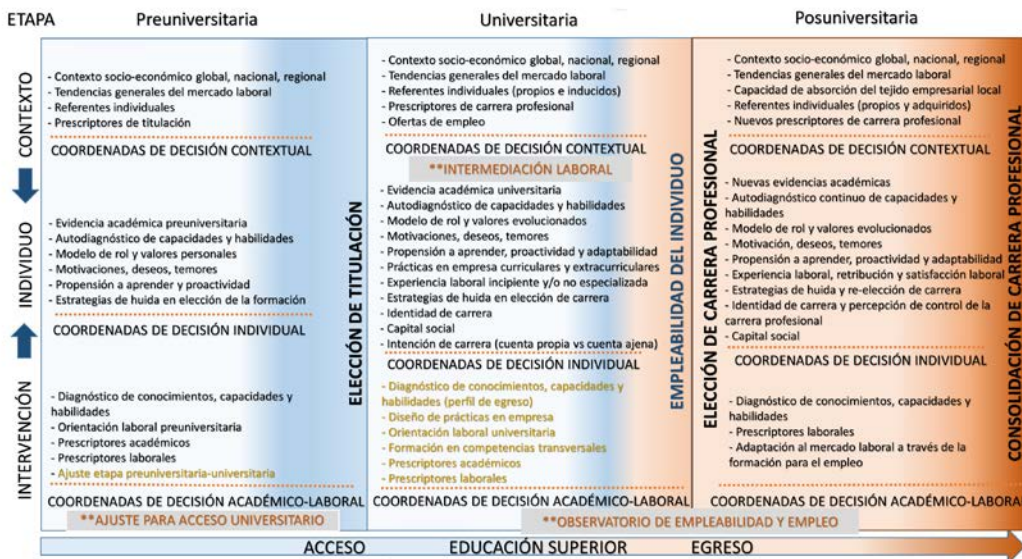 ETAPA
Preuniversitaria
Universitaria
Posuniversitaria
CONTEXTO
- Contexto socio-económico global, nacional, regional
- Tendencias generales del mercado laboral
- Referentes individuales
- Prescriptores de titulación
COORDENADAS DE DECISIÓN CONTEXTUAL
- Contexto socio-económico global, nacional, regional
- Tendencias generales del mercado laboral
- Referentes individuales (propios e inducidos)
- Prescriptores de carrera profesional
- Ofertas de empleo
COORDENADAS DE DECISIÓN CONTEXTUAL
**INTERMEDIACIÓN LABORAL
- Contexto socio-económico global, nacional, regional
- Tendencias generales del mercado laboral
- Capacidad de absorción del tejido empresarial local
- Referentes individuales (propios y adquiridos)
- Nuevos prescriptores de carrera profesional
COORDENADAS DE DECISIÓN CONTEXTUAL
INDIVIDUO
- Evidencia académica preuniversitaria
- Autodiagnóstico de capacidades y habilidades
- Modelo de rol y valores personales
- Motivaciones, deseos, temores
- Propensión a aprender y proactividad
- Estrategias de huida en elección de la formación
COORDENADAS DE DECISIÓN INDIVIDUAL
ELECCIÓN DE TITULACIÓN
- Evidencia académica universitaria
- Autodiagnóstico de capacidades y habilidades
- Modelo de rol y valores evolucionados
- Motivaciones, deseos, temores
- Propensión a aprender, proactividad y adaptabilidad
- Prácticas en empresa curriculares y extracurriculares
- Experiencia laboral incipiente y/o no especializada
- Estrategias de huida en elección de carrera
- Identidad de carrera
- Capital social
- Intención de carrera (cuenta propia vs cuenta ajena)
COORDENADAS DE DECISIÓN INDIVIDUAL
EMPLEABILIDAD DEL INDIVIDUO
ELECCIÓN DE CARRERA PROFESIONAL
- Nuevas evidencias académicas
- Autodiagnóstico continuo de capacidades y
habilidades
- Modelo de rol y valores evolucionados
- Motivación, deseos, temores
- Propensión a aprender, proactividad y adaptabilidad
- Experiencia laboral, retribución y satisfacción laboral
- Estrategias de huida y re-elección de carrera
- Identidad de carrera y percepción de control de la
carrera profesional
- Capital social
COORDENADAS DE DECISIÓN INDIVIDUAL
CONSOLIDACIÓN DE CARRERA PROFESIONAL
INTERVENCIÓN
- Diagnóstico de conocimientos, capacidades y
habilidades
- Orientación laboral preuniversitaria
- Prescriptores académicos
- Prescriptores laborales
- Ajuste etapa preuniversitaria-universitaria
COORDENADAS DE DECISIÓN ACADÉMICO-LABORAL
**AJUSTE PARA ACCESO UNIVERSITARIO
- Diagnóstico de conocimientos, capacidades y
habilidades (perfil de egreso)
- Diseño de prácticas en empresa
- Orientación laboral universitaria
- Formación en competencias transversales
- Prescriptores académicos
- Prescriptores laborales
COORDENADAS DE DECISIÓN ACADÉMICO-LABORAL
- Diagnóstico de conocimientos, capacidades y
habilidades
- Prescriptores laborales
- Adaptación al mercado laboral a través de la
formación para el empleo
COORDENADAS DE DECISIÓN ACADÉMICO-LABORAL
**OBSERVATORIO DE EMPLEABILIDAD Y EMPLEO
ACCESO
EDUCACIÓN SUPERIOR
EGRESO